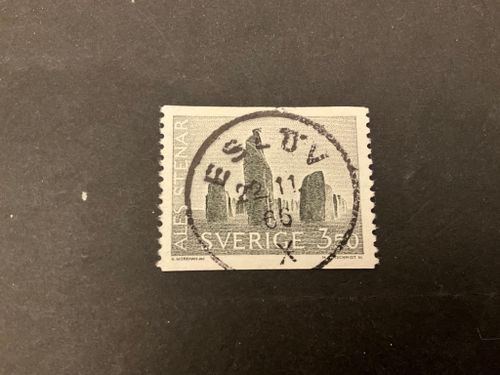 ALES STENAR
ESLÖV
22 11
66
X
SVERIGE 3,50